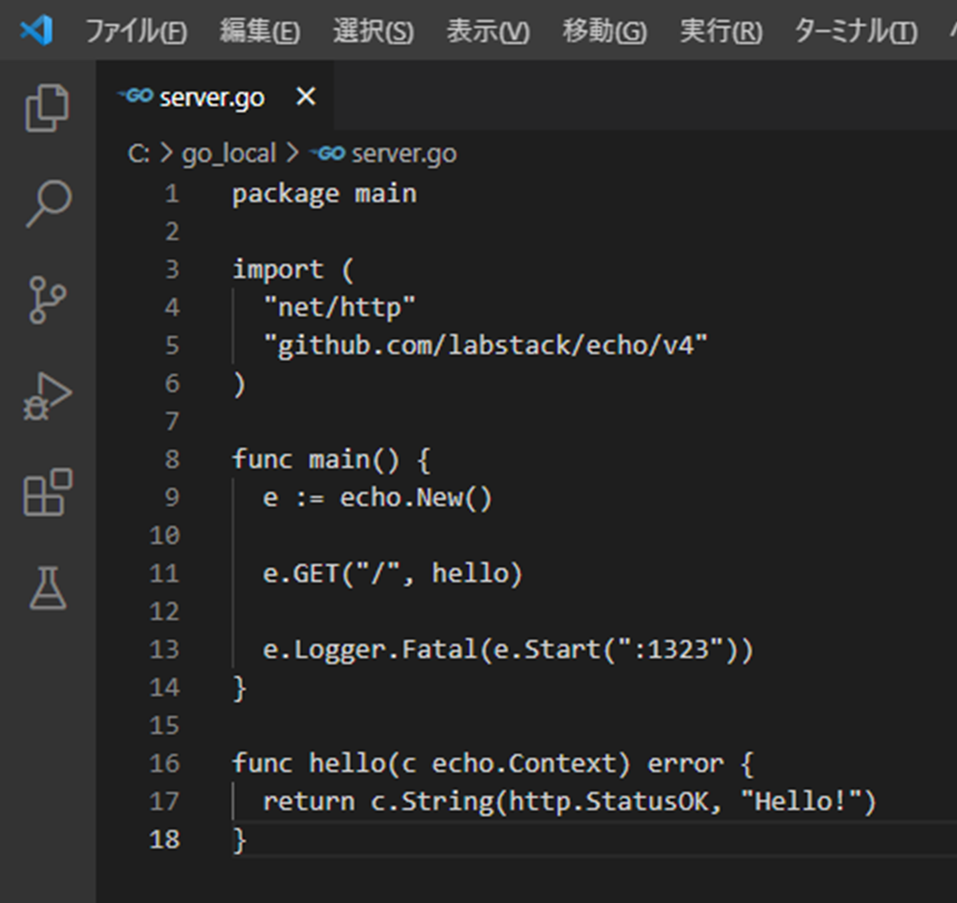 ファイル(F) 編集(E) 選択(S) 表示(V) 移動(G) 実行(R) ターミナル(T)
GO server.go ×
C: > go_local > GO server.go
1 package main
2
3 import (
4 "net/http"
5 "github.com/labstack/echo/v4"
6 )
7
8 func main() {
9 e := echo.New()
10
11 e.GET("/", hello)
12
13 e.Logger.Fatal(e.Start(":1323"))
14 }
15
16 func hello(c echo.Context) error {
17 return c.String(http.StatusOK, "Hello!")
18 }